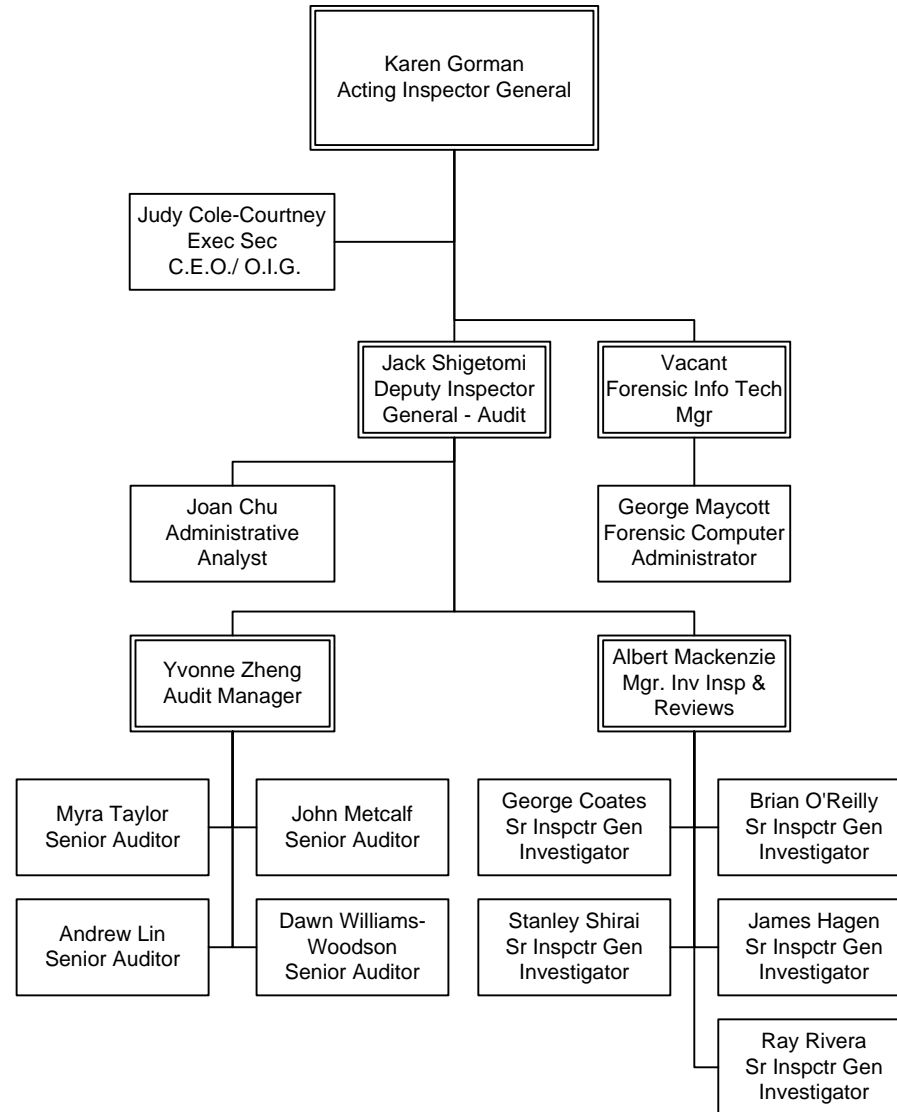 Karen Gorman
Acting Inspector General
Judy Cole-Courtney
Exec Sec
C.E.O./ O.I.G.
Jack Shigetomi
Deputy Inspector
General - Audit
Vacant
Forensic Info Tech
Mgr
Joan Chu
Administrative
Analyst
George Maycott
Forensic Computer
Administrator
Yvonne Zheng
Audit Manager
Albert Mackenzie
Mgr. Inv Insp &
Reviews
Myra Taylor
Senior Auditor
John Metcalf
Senior Auditor
George Coates
Sr Inspctr Gen
Investigator
Brian O'Reilly
Sr Inspctr Gen
Investigator
Andrew Lin
Senior Auditor
Dawn Williams-
Woodson
Senior Auditor
Stanley Shirai
Sr Inspctr Gen
Investigator
James Hagen
Sr Inspctr Gen
Investigator
Ray Rivera
Sr Inspctr Gen
Investigator